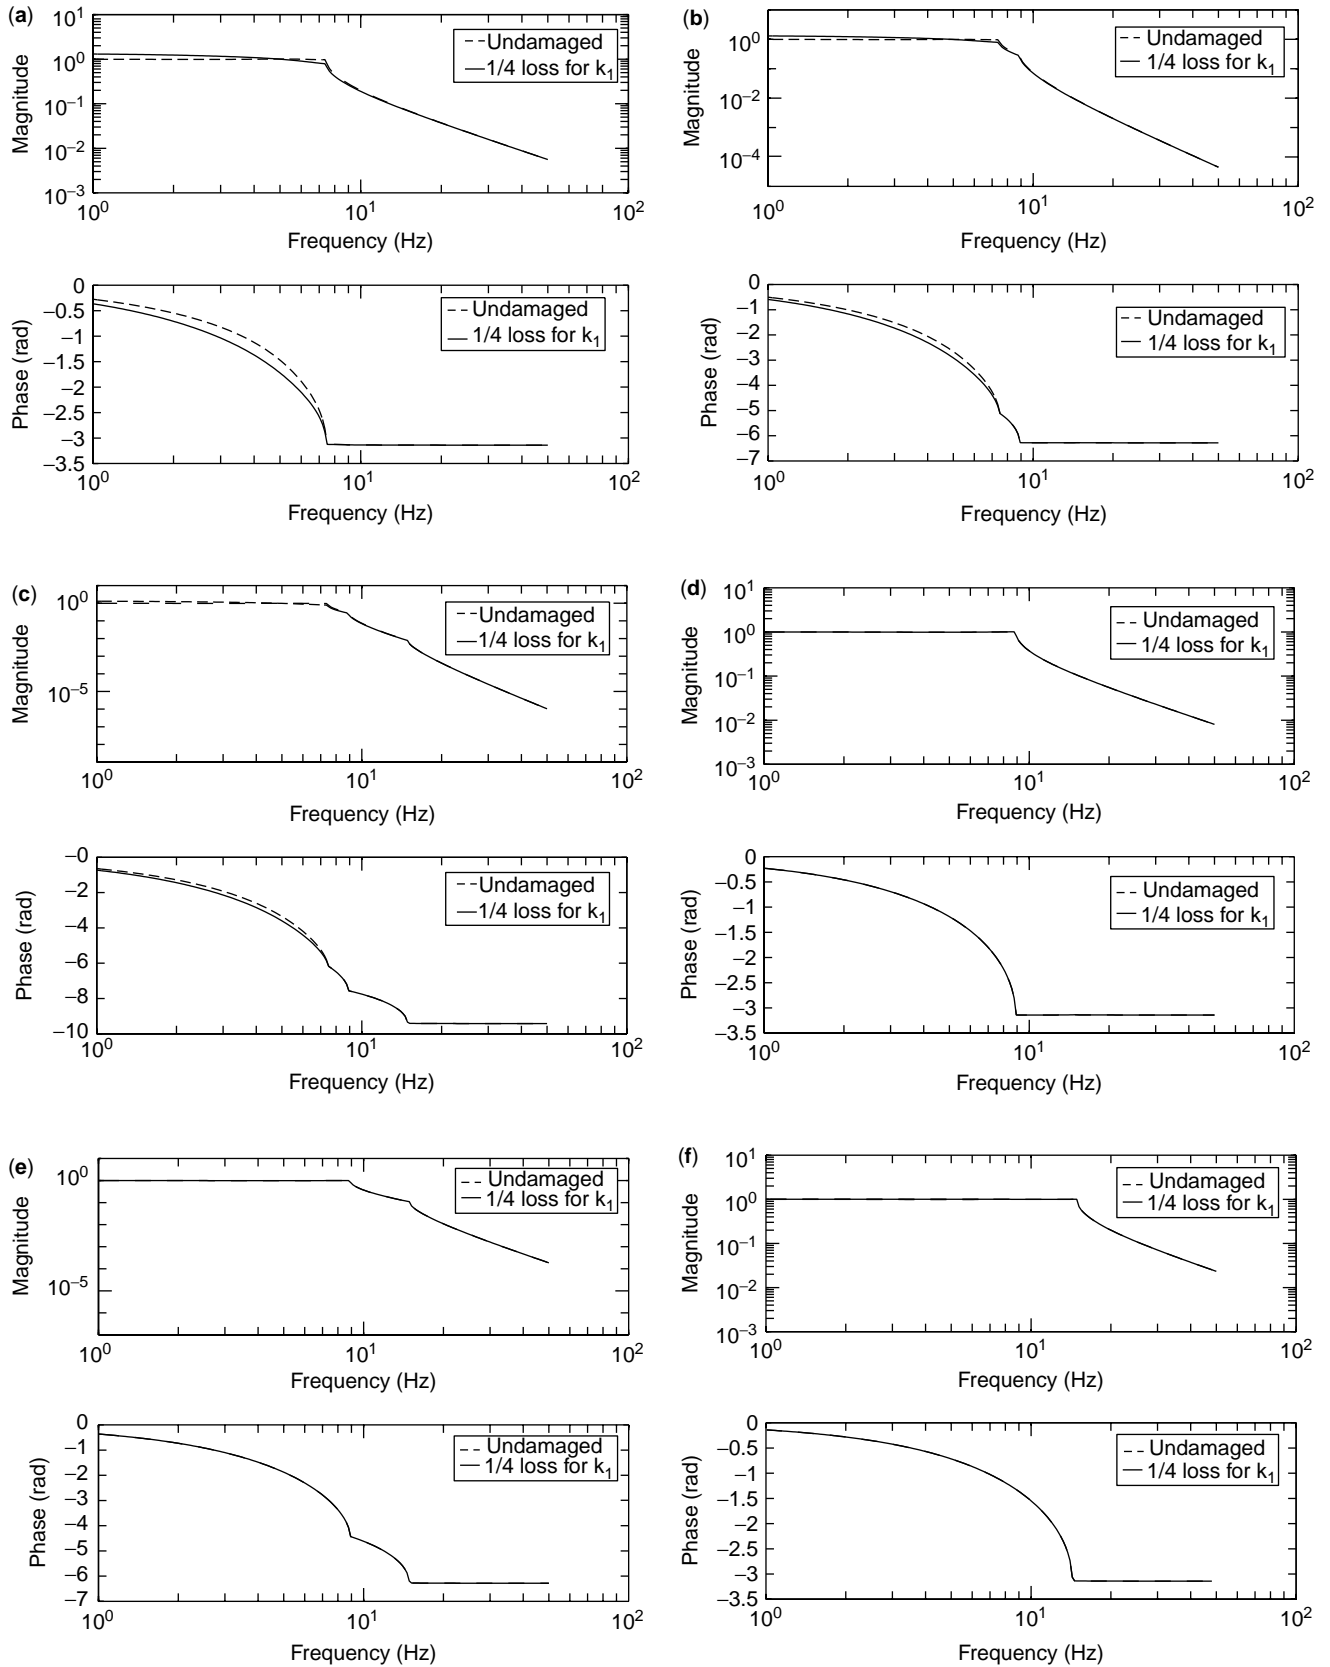 (a)
10^1
10^0
10^−1
10^−2
10^−3
Magnitude
Undamaged
1/4 loss for k_1
10^0 10^1 10^2
Frequency (Hz)
0
−0.5
−1
−1.5
−2
−2.5
−3
−3.5
Phase (rad)
Undamaged
1/4 loss for k_1
10^0 10^1 10^2
Frequency (Hz)
(b)
10^0
10^−2
10^−4
Magnitude
Undamaged
1/4 loss for k_1
10^0 10^1 10^2
Frequency (Hz)
0
−1
−2
−3
−4
−5
−6
−7
Phase (rad)
Undamaged
1/4 loss for k_1
10^0 10^1 10^2
Frequency (Hz)
(c)
10^0
10^−5
Magnitude
Undamaged
1/4 loss for k_1
10^0 10^1 10^2
Frequency (Hz)
−0
−2
−4
−6
−8
−10
Phase (rad)
Undamaged
1/4 loss for k_1
10^0 10^1 10^2
Frequency (Hz)
(d)
10^1
10^0
10^−1
10^−2
10^−3
Magnitude
Undamaged
1/4 loss for k_1
10^0 10^1 10^2
Frequency (Hz)
0
−0.5
−1
−1.5
−2
−2.5
−3
−3.5
Phase (rad)
Undamaged
1/4 loss for k_1
10^0 10^1 10^2
Frequency (Hz)
(e)
10^0
10^−5
Magnitude
Undamaged
1/4 loss for k_1
10^0 10^1 10^2
Frequency (Hz)
0
−1
−2
−3
−4
−5
−6
−7
Phase (rad)
Undamaged
1/4 loss for k_1
10^0 10^1 10^2
Frequency (Hz)
(f)
10^1
10^0
10^−1
10^−2
10^−3
Magnitude
Undamaged
1/4 loss for k_1
10^0 10^1 10^2
Frequency (Hz)
0
−0.5
−1
−1.5
−2
−2.5
−3
−3.5
Phase (rad)
Undamaged
1/4 loss for k_1
10^0 10^1 10^2
Frequency (Hz)